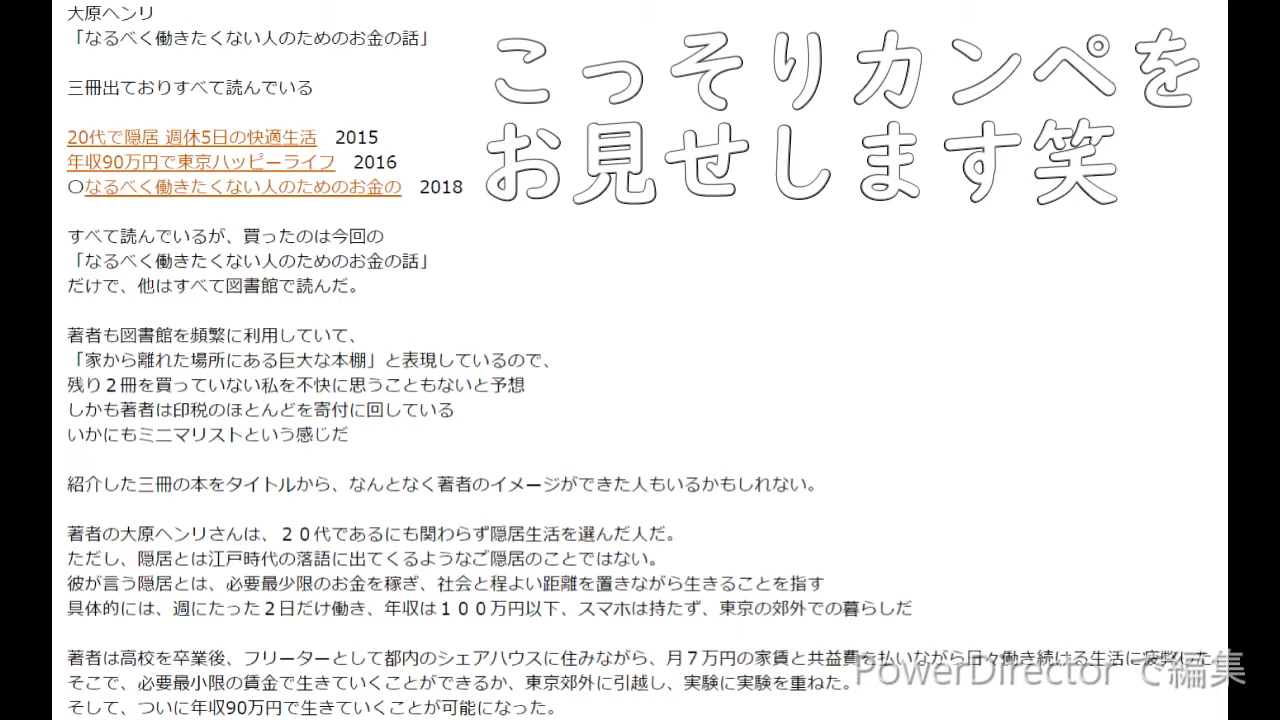 大原ヘンリ
「なるべく働きたくない人のためのお金の話」
三冊出ておりすべて読んでいる
20代で隠居 週休5日の快適生活 2015
年収90万円で東京ハッピーライフ 2016
○なるべく働きたくない人のためのお金の 2018
こっそりカンペを
お見せします笑
すべて読んでいるが、買ったのは今回の
「なるべく働きたくない人のためのお金の話」
だけで、他はすべて図書館で読んだ。
著者も図書館を頻繁に利用していて、
「家から離れた場所にある巨大な本棚」と表現しているので、
残り２冊を買っていない私を不快に思うこともないと予想
しかも著者は印税のほとんどを寄付に回している
いかにもミニマリストという感じだ
紹介した三冊の本をタイトルから、なんとなく著者のイメージができた人もいるかもしれない。
著者の大原ヘンリさんは、２０代であるにも関わらず隠居生活を選んだ人だ。
ただし、隠居とは江戸時代の落語に出てくるようなご隠居のことではない。
彼が言う隠居とは、必要最少限のお金を稼ぎ、社会と程よい距離を置きながら生きることを指す
具体的には、週にたった２日だけ働き、年収は１００万円以下、スマホは持たず、東京の郊外での暮らしだ
著者は高校を卒業後、フリーターとして都内のシェアハウスに住みながら、月７万円の家賃と共益費を払いながら日々働き続ける生活に疲弊した
そこで、必要最小限の賃金で生きていくことができるか、東京郊外に引越し、実験に実験を重ねた。
そして、ついに年収90万円で生きていくことが可能になった。
PowerDirector で編集